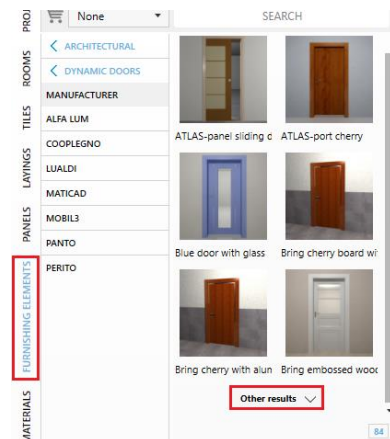 PROJ
ROOMS
TILES
LAYINGS
PANELS
FURNISHING ELEMENTS
MATERIALS
None
SEARCH
ARCHITECTURAL
DYNAMIC DOORS
MANUFACTURER
ALFA LUM
COOPLEGNO
LUALDI
MATICAD
MOBIL3
PANTO
PERITO
ATLAS-panel sliding d ATLAS-port cherry
Blue door with glass Bring cherry board wi
Bring cherry with alun Bring embossed wood
Other results
84